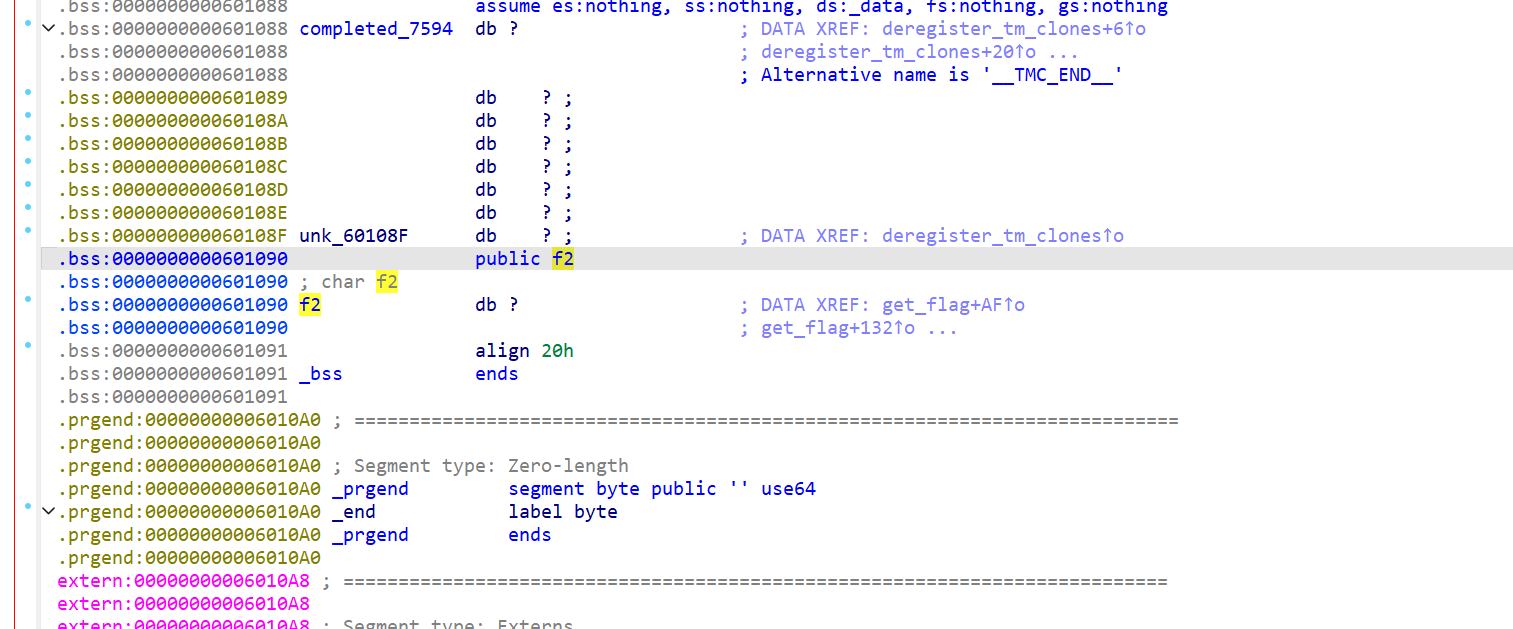 .bss:0000000000601088                 assume es:nothing, ss:nothing, ds:_data, fs:nothing, gs:nothing
.bss:0000000000601088 completed_7594  db ?                    ; DATA XREF: deregister_tm_clones+6↑o
.bss:0000000000601088                                         ; deregister_tm_clones+20↑o ...
.bss:0000000000601088                                         ; Alternative name is '__TMC_END__'
.bss:0000000000601089                 db    ? ;
.bss:000000000060108A                 db    ? ;
.bss:000000000060108B                 db    ? ;
.bss:000000000060108C                 db    ? ;
.bss:000000000060108D                 db    ? ;
.bss:000000000060108E                 db    ? ;
.bss:000000000060108F unk_60108F      db    ? ;               ; DATA XREF: deregister_tm_clones↑o
.bss:0000000000601090                 public f2
.bss:0000000000601090 ; char f2
.bss:0000000000601090 f2              db ?                    ; DATA XREF: get_flag+AF↑o
.bss:0000000000601090                                         ; get_flag+132↑o ...
.bss:0000000000601091                 align 20h
.bss:0000000000601091 _bss            ends
.bss:0000000000601091
.prgend:00000000006010A0 ; ===========================================================================
.prgend:00000000006010A0
.prgend:00000000006010A0 ; Segment type: Zero-length
.prgend:00000000006010A0 _prgend         segment byte public '' use64
.prgend:00000000006010A0 _end            label byte
.prgend:00000000006010A0 _prgend         ends
.prgend:00000000006010A0
extern:00000000006010A8 ; ===========================================================================
extern:00000000006010A8
extern:00000000006010A8 ; Segment type: Externs